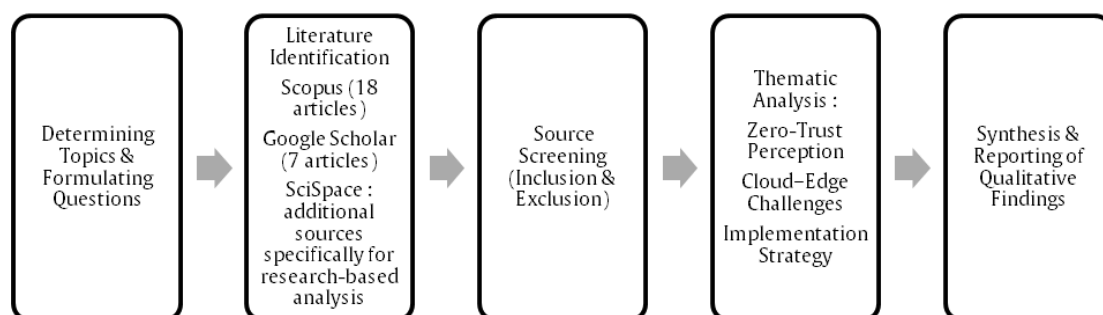 Determining
Topics &
Formulating
Questions
Literature
Identification
Scopus (18
articles)
Google Scholar
(7 articles)
SciSpace :
additional
sources
specifically for
research-based
analysis
Source
Screening
(Inclusion &
Exclusion)
Thematic
Analysis :
Zero-Trust
Perception
Cloud–Edge
Challenges
Implementation
Strategy
Synthesis &
Reporting of
Qualitative
Findings